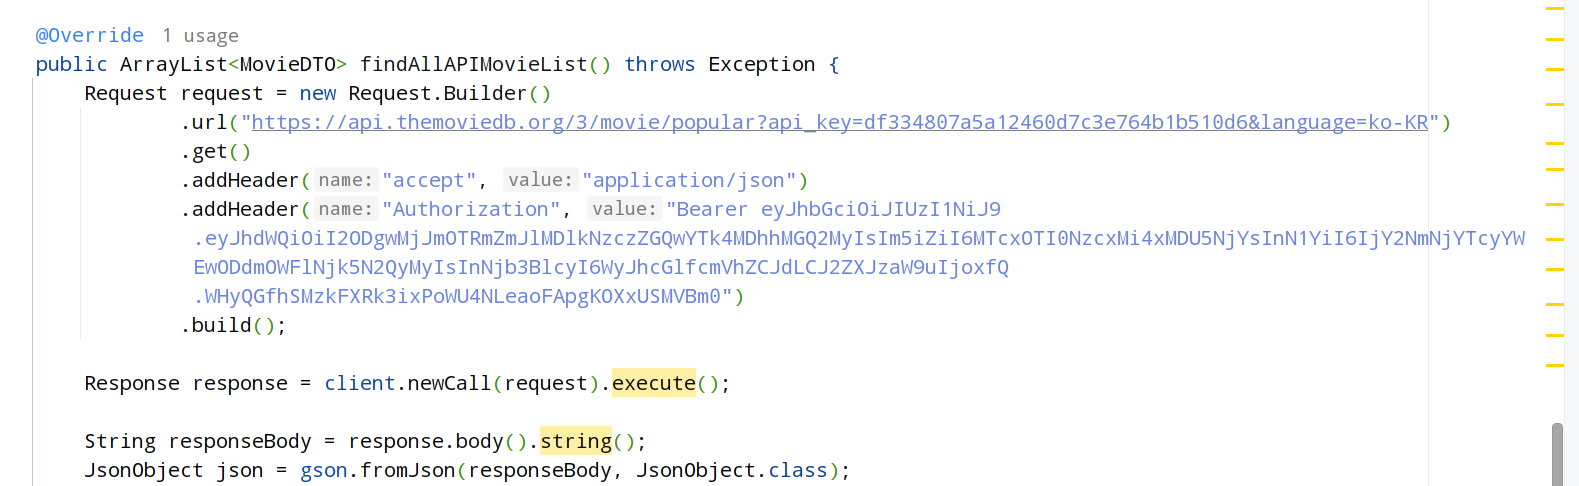 @Override 1 usage
public ArrayList<MovieDTO> findAllAPIMovieList() throws Exception {
Request request = new Request.Builder()
.url("https://api.themoviedb.org/3/movie/popular?api_key=df334807a5a12460d7c3e764b1b510d6&language=ko-KR")
.get()
.addHeader( name: "accept", value: "application/json")
.addHeader( name: "Authorization", value: "Bearer eyJhbGciOiJIUzI1NiJ9
.eyJhdWQiOiI2ODgwMjJmOTRmZmJlMDlkNzczZGQwYTk4MDhhMGQ2MyIsIm5iZiI6MTcxOTI0NzcxMi4xMDU5NjYsInN1YiI6IjY2NmNjYTcyYW
EwODdmOWFlNjk5N2QyMyIsInNjb3BlcyI6WyJhcGlfcmVhZCJdLCJ2ZXJzaW9uIjoxfQ
.WHyQGfhSMzkFXRk3ixPoWU4NLeaoFApgKOXxUSMVBm0")
.build();
Response response = client.newCall(request).execute();
String responseBody = response.body().string();
JsonObject json = gson.fromJson(responseBody, JsonObject.class);